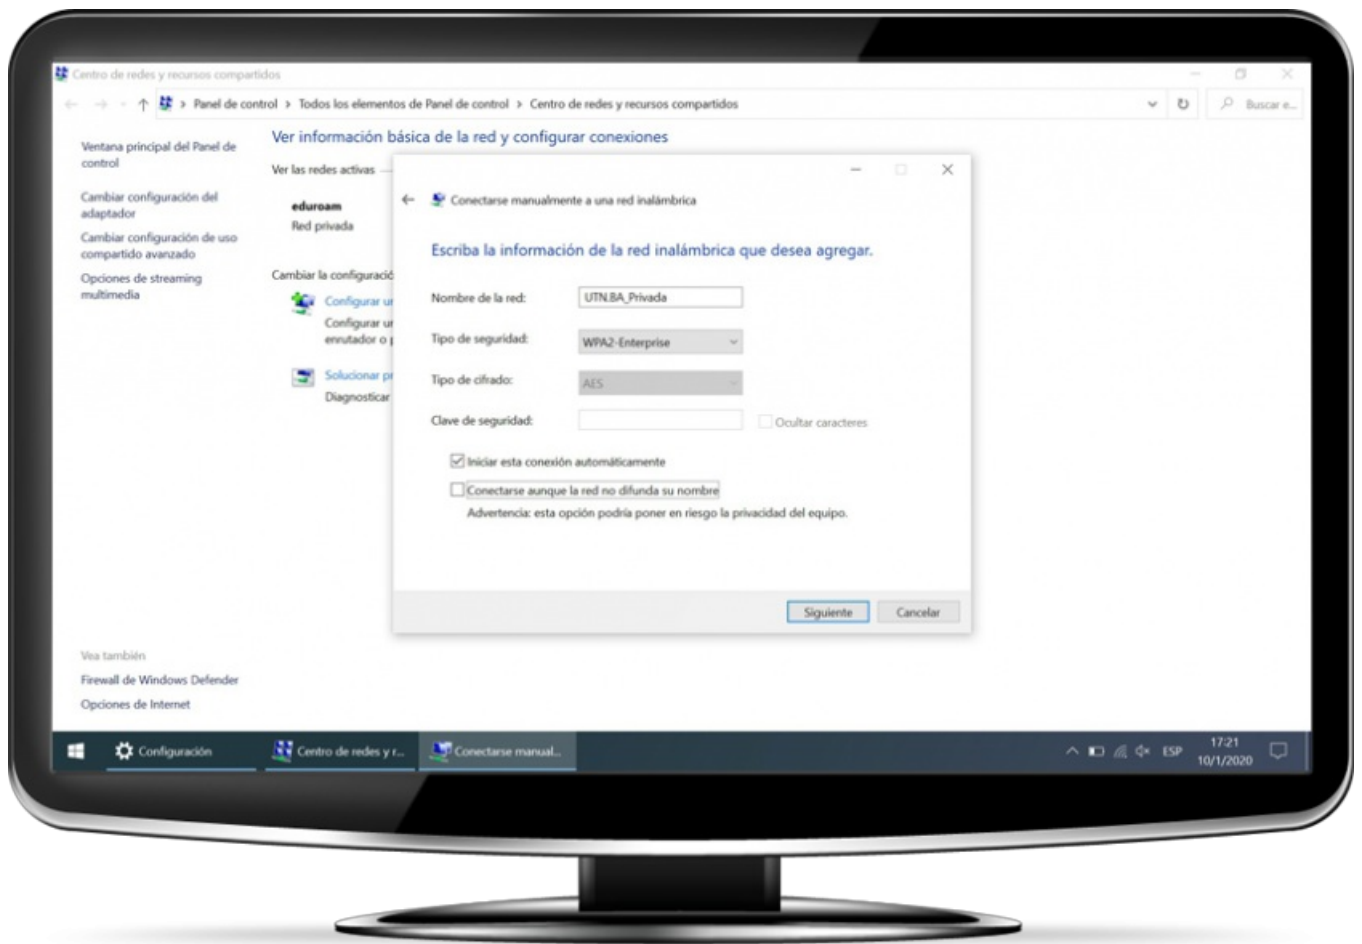 Centro de redes y recursos compartidos
Panel de control > Todos los elementos de Panel de control > Centro de redes y recursos compartidos
Buscar e...
Ventana principal del Panel de
control
Cambiar configuración del
adaptador
Cambiar configuración de uso
compartido avanzado
Opciones de streaming
multimedia
Ver información básica de la red y configurar conexiones
Ver las redes activas
eduroam
Red privada
Cambiar la configuració
Configurar un
Configurar un
enrutador o p
Solucionar pr
Diagnosticar
Conectarse manualmente a una red inalámbrica
Escriba la información de la red inalámbrica que desea agregar.
Nombre de la red: UTN.BA_Privada
Tipo de seguridad: WPA2-Enterprise
Tipo de cifrado: AES
Clave de seguridad: Ocultar caracteres
Iniciar esta conexión automáticamente
Conectarse aunque la red no difunda su nombre
Advertencia: esta opción podría poner en riesgo la privacidad del equipo.
Siguiente Cancelar
Vea también
Firewall de Windows Defender
Opciones de Internet
Configuración Centro de redes y r... Conectarse manual... ESP 17:21
10/1/2020